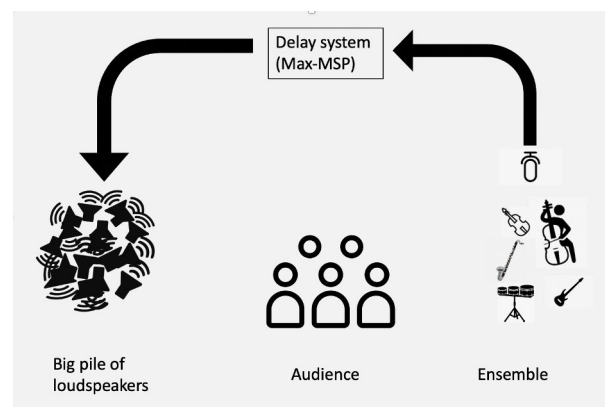 Delay system
(Max-MSP)
Big pile of
loudspeakers
Audience
Ensemble